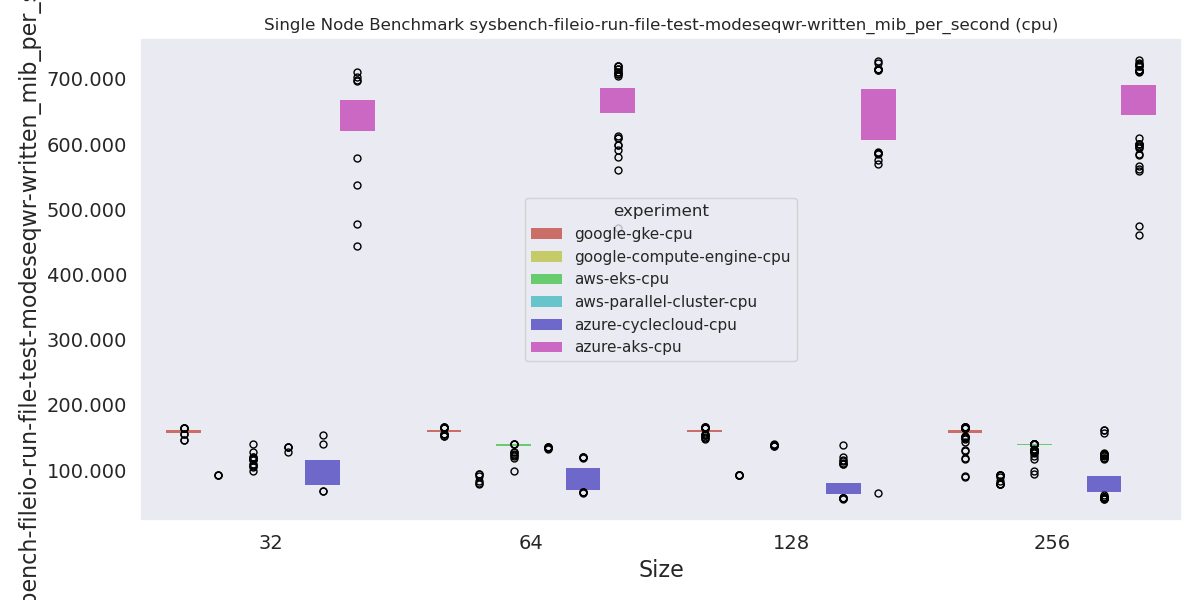 Single Node Benchmark sysbench-fileio-run-file-test-modeseqwr-written_mib_per_second (cpu)
bench-fileio-run-file-test-modeseqwr-written_mib_per_s
700.000
600.000
500.000
400.000
300.000
200.000
100.000
experiment
google-gke-cpu
google-compute-engine-cpu
aws-eks-cpu
aws-parallel-cluster-cpu
azure-cyclecloud-cpu
azure-aks-cpu
32
64
128
256
Size